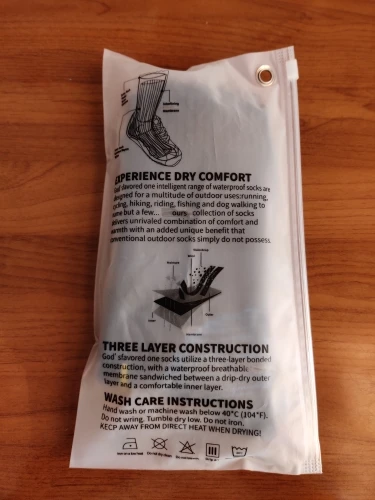 EXPERIENCE DRY COMFORT
God' sfavored one intelligent range of waterproof socks are
designed for a multitude of outdoor uses:running,
cycling, hiking, riding, fishing and dog walking to
name but a few... ours collection of socks
delivers unrivaled combination of comfort and
warmth with an added unique benefit that
conventional outdoor socks simply do not possess
THREE LAYER CONSTRUCTION
God' sfavored one socks utilize a three-layer bonded
construction, with a waterproof breathable
membrane sandwiched between a drip-dry outer
layer and a comfortable inner layer.
WASH CARE INSTRUCTIONS
Hand wash or machine wash below 40°C (104°F).
Do not wring. Tumble dry low. Do not iron.
KECP AWAY FROM DIRECT HEAT WHEN DRYING!